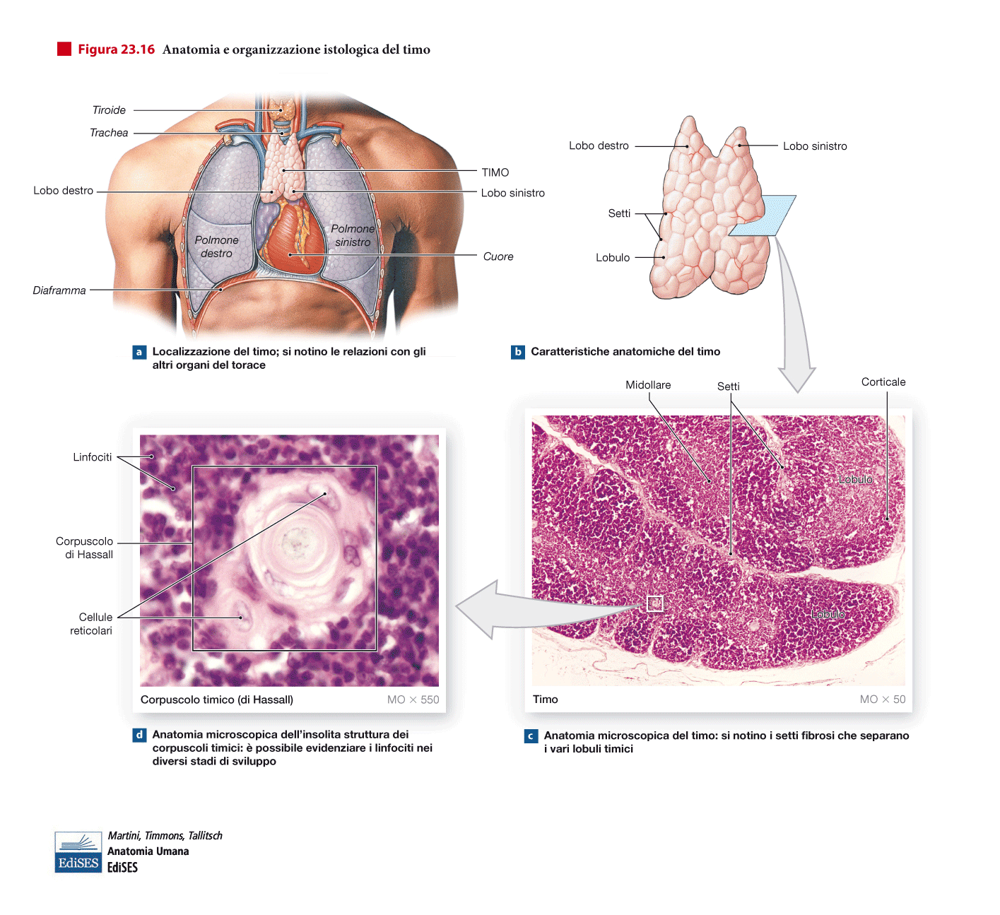 Figura 23.16 Anatomia e organizzazione istologica del timo
Tiroide
Trachea
Lobo destro
Diaframma
Polmone
destro
Polmone
sinistro
TIMO
Lobo sinistro
Cuore
a Localizzazione del timo; si notino le relazioni con gli
altri organi del torace
Lobo destro
Lobo sinistro
Setti
Lobulo
b Caratteristiche anatomiche del timo
Midollare
Setti
Corticale
Lobulo
Lobulo
Timo
MO × 50
c Anatomia microscopica del timo: si notino i setti fibrosi che separano
i vari lobuli timici
Linfociti
Corpuscolo
di Hassall
Cellule
reticolari
Corpuscolo timico (di Hassall)
MO × 550
d Anatomia microscopica dell'insolita struttura dei
corpuscoli timici: è possibile evidenziare i linfociti nei
diversi stadi di sviluppo
EdiSES
Martini, Timmons, Tallitsch
Anatomia Umana
EdiSES